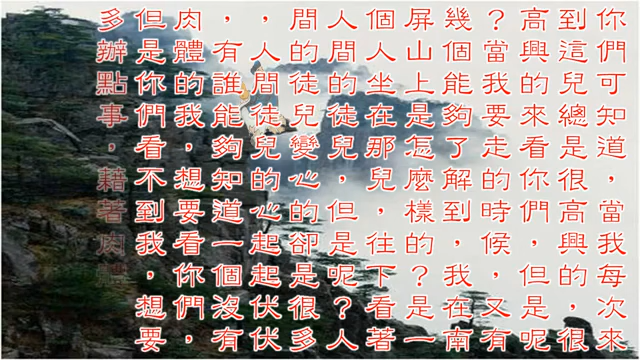 你們可知道，當我每次來
到這兒總是很高興的，很
高興的來看你們，但是呢
？當我要走的時候，又有
幾個能夠了解到，我在南
屏山上是怎麼樣的？是一
個人坐在那兒，往下看著
人間的徒兒，但是呢？人
間的徒兒變心的卻是很多
，人間徒兒的心起起伏伏
，有誰能夠知道一個沒有
肉體的我，想要看你們，
但是你們看不到我，想要
多辦點事，藉著肉體